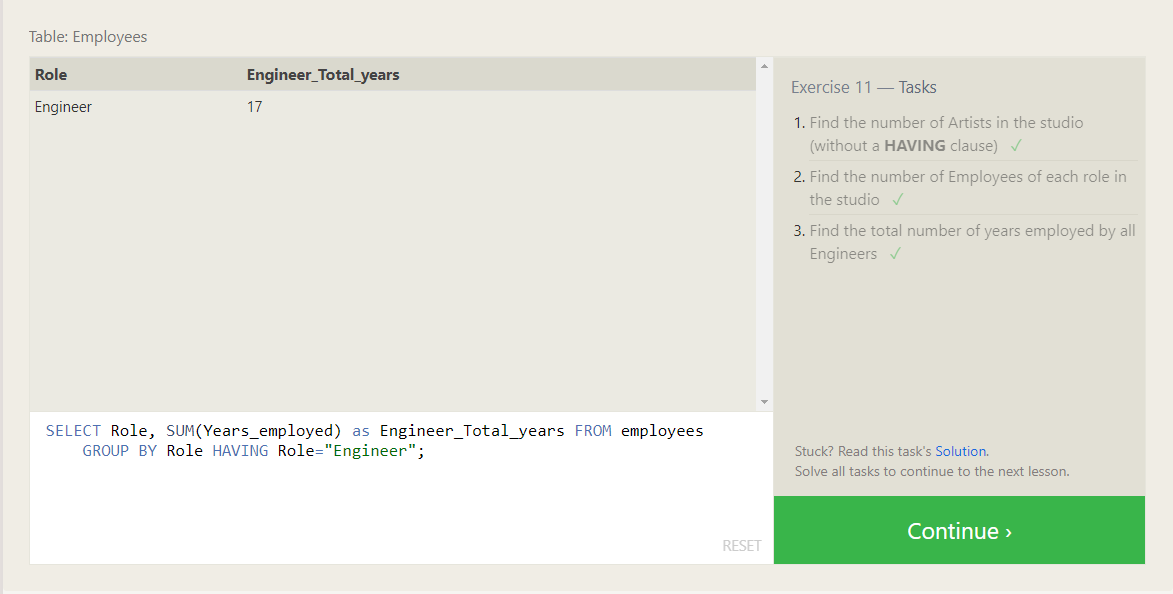 Table: Employees
Role Engineer_Total_years
Engineer 17
SELECT Role, SUM(Years_employed) as Engineer_Total_years FROM employees
GROUP BY Role HAVING Role="Engineer";
RESET
Exercise 11 — Tasks
1. Find the number of Artists in the studio
(without a HAVING clause) ✓
2. Find the number of Employees of each role in
the studio ✓
3. Find the total number of years employed by all
Engineers ✓
Stuck? Read this task's Solution.
Solve all tasks to continue to the next lesson.
Continue ›